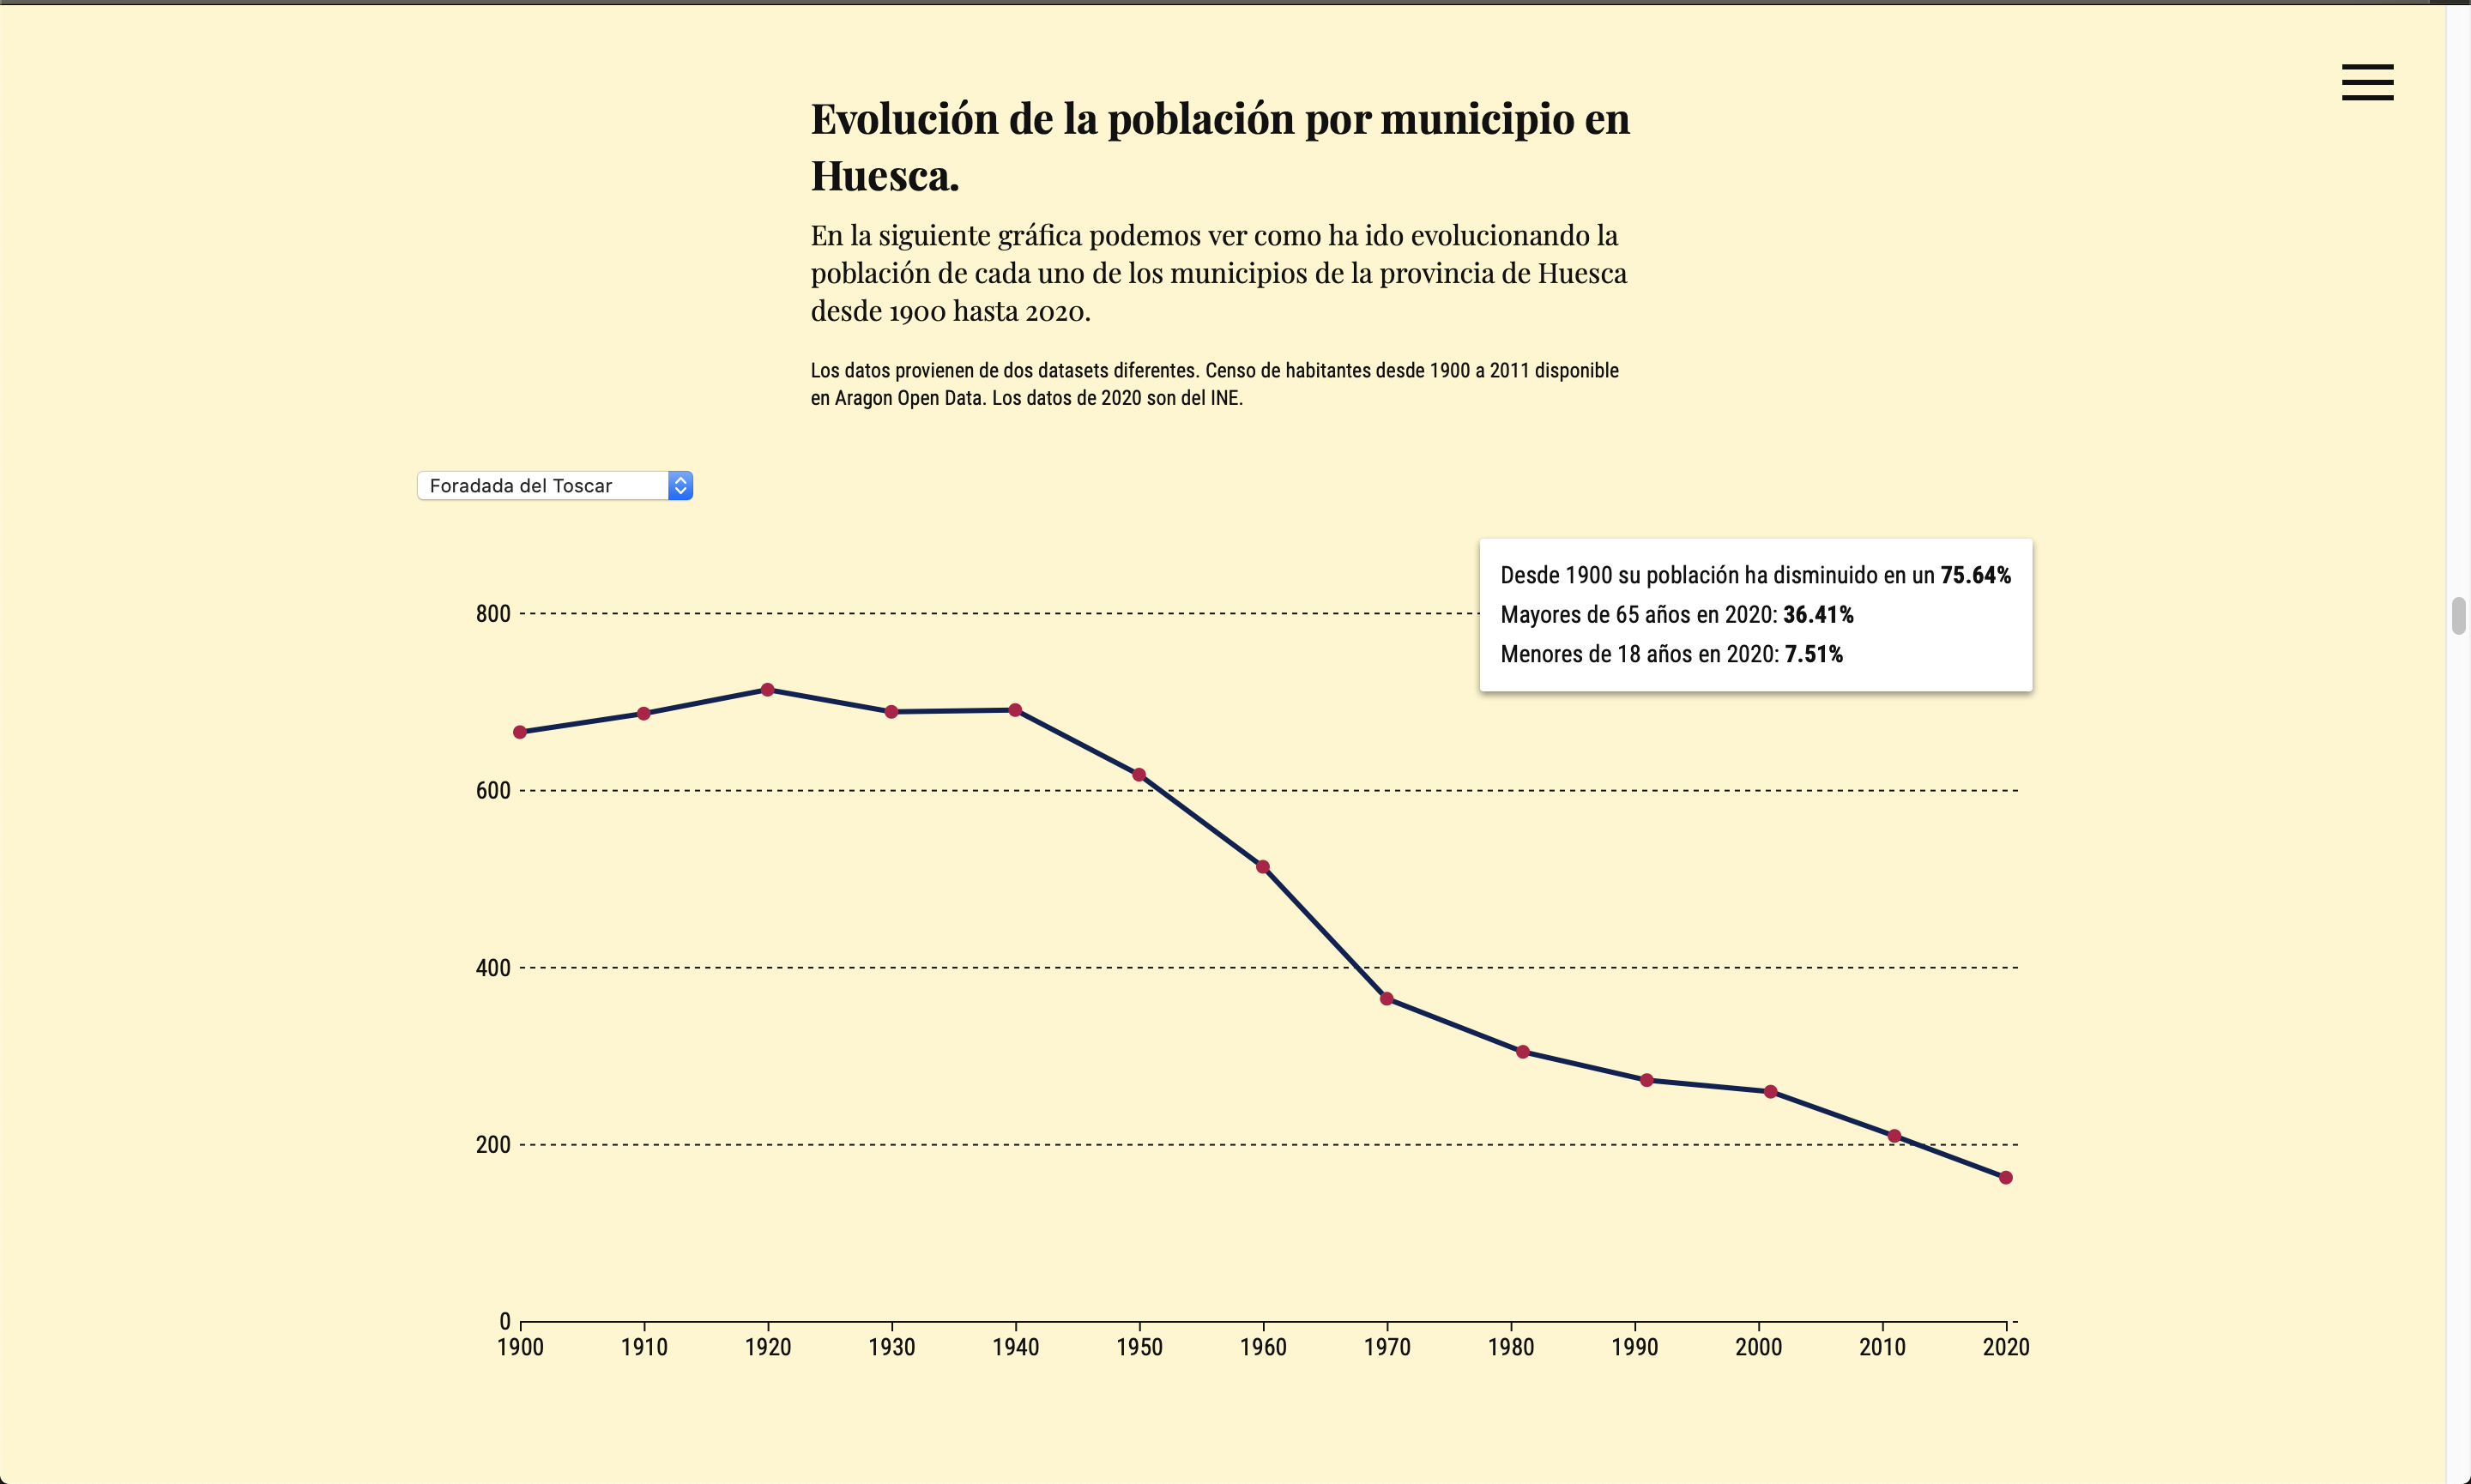 Evolución de la población por municipio en
Huesca.
En la siguiente gráfica podemos ver como ha ido evolucionando la
población de cada uno de los municipios de la provincia de Huesca
desde 1900 hasta 2020.
Los datos provienen de dos datasets diferentes. Censo de habitantes desde 1900 a 2011 disponible
en Aragon Open Data. Los datos de 2020 son del INE.
Foradada del Toscar
Desde 1900 su población ha disminuido en un 75.64%
Mayores de 65 años en 2020: 36.41%
Menores de 18 años en 2020: 7.51%
800
600
400
200
0
1900 1910 1920 1930 1940 1950 1960 1970 1980 1990 2000 2010 2020